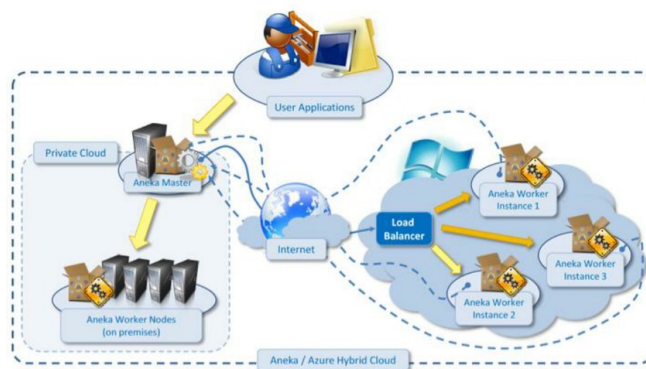 User Applications
Private Cloud
Aneka Master
Internet
Load
Balancer
Aneka Worker
Instance 1
Aneka Worker
Instance 3
Aneka Worker
Instance 2
Aneka Worker Nodes
(on premises)
Aneka / Azure Hybrid Cloud